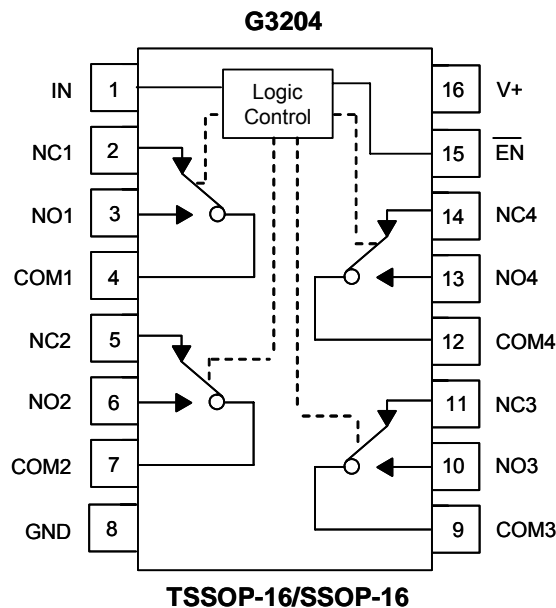 G3204
IN 1
NC1 2
NO1 3
COM1 4
NC2 5
NO2 6
COM2 7
GND 8
Logic
Control
16 V+
15 E̅N̅
14 NC4
13 NO4
12 COM4
11 NC3
10 NO3
9 COM3
TSSOP-16/SSOP-16